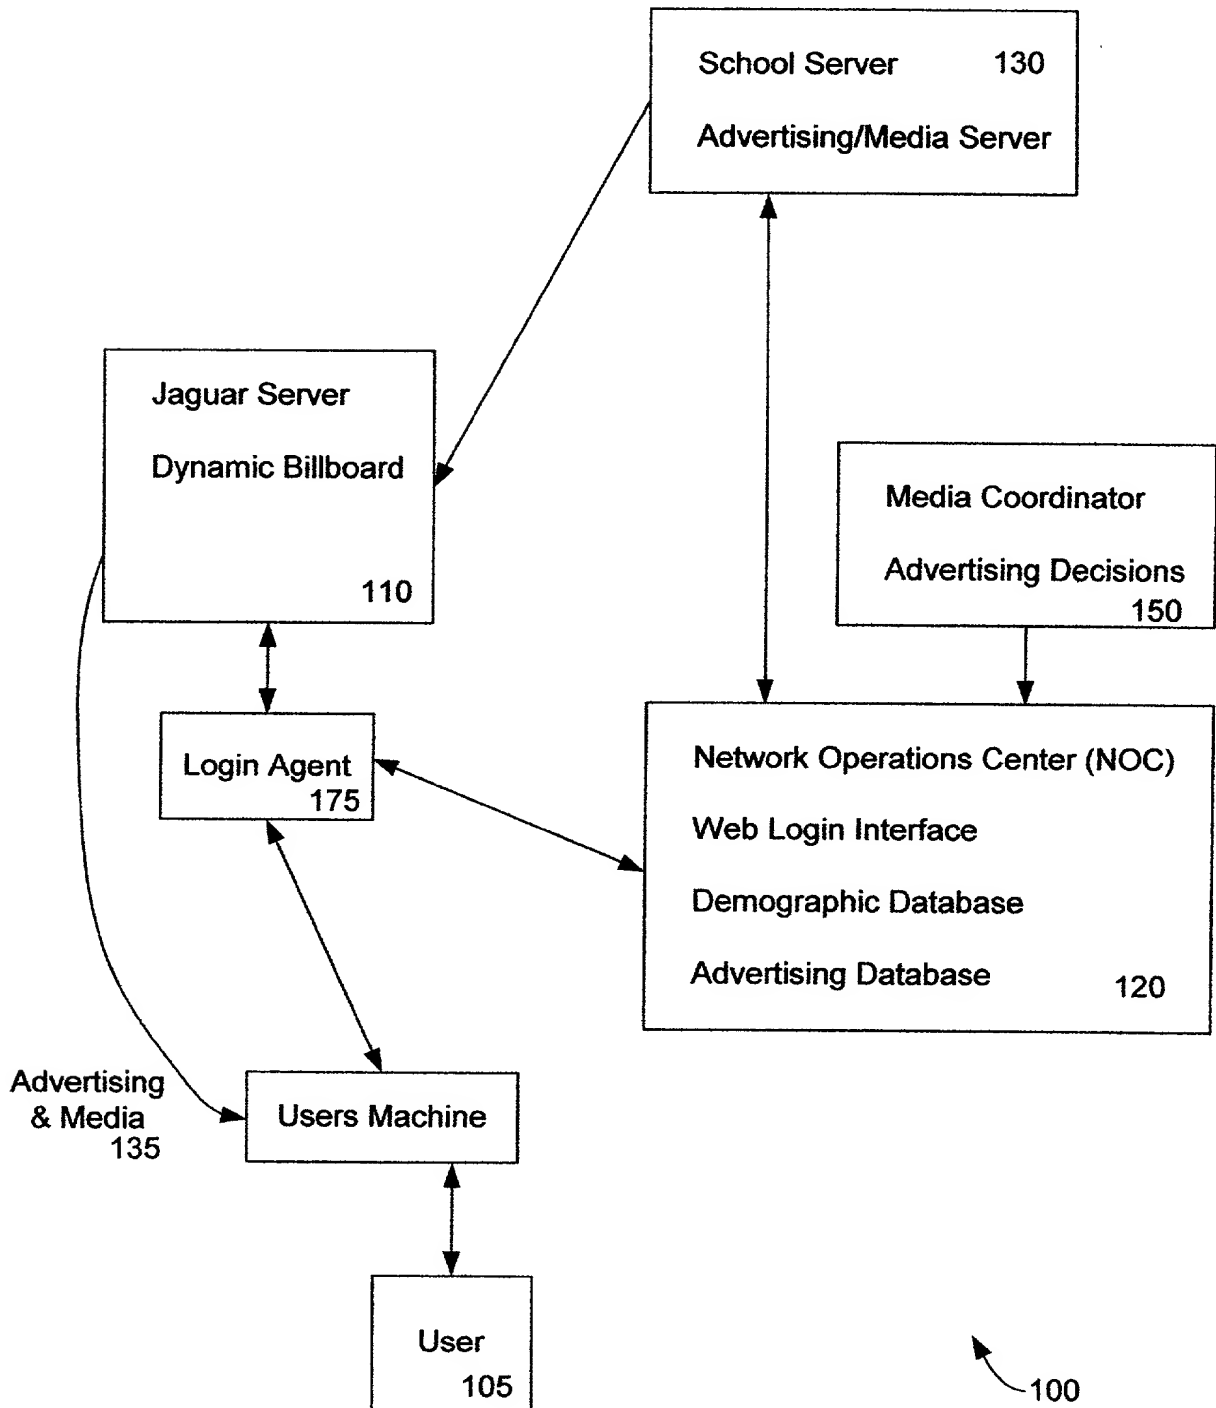 School Server 130
Advertising/Media Server
Jaguar Server
Dynamic Billboard
110
Media Coordinator
Advertising Decisions
150
Login Agent
175
Network Operations Center (NOC)
Web Login Interface
Demographic Database
Advertising Database
120
Advertising
& Media
135
Users Machine
User
105
100